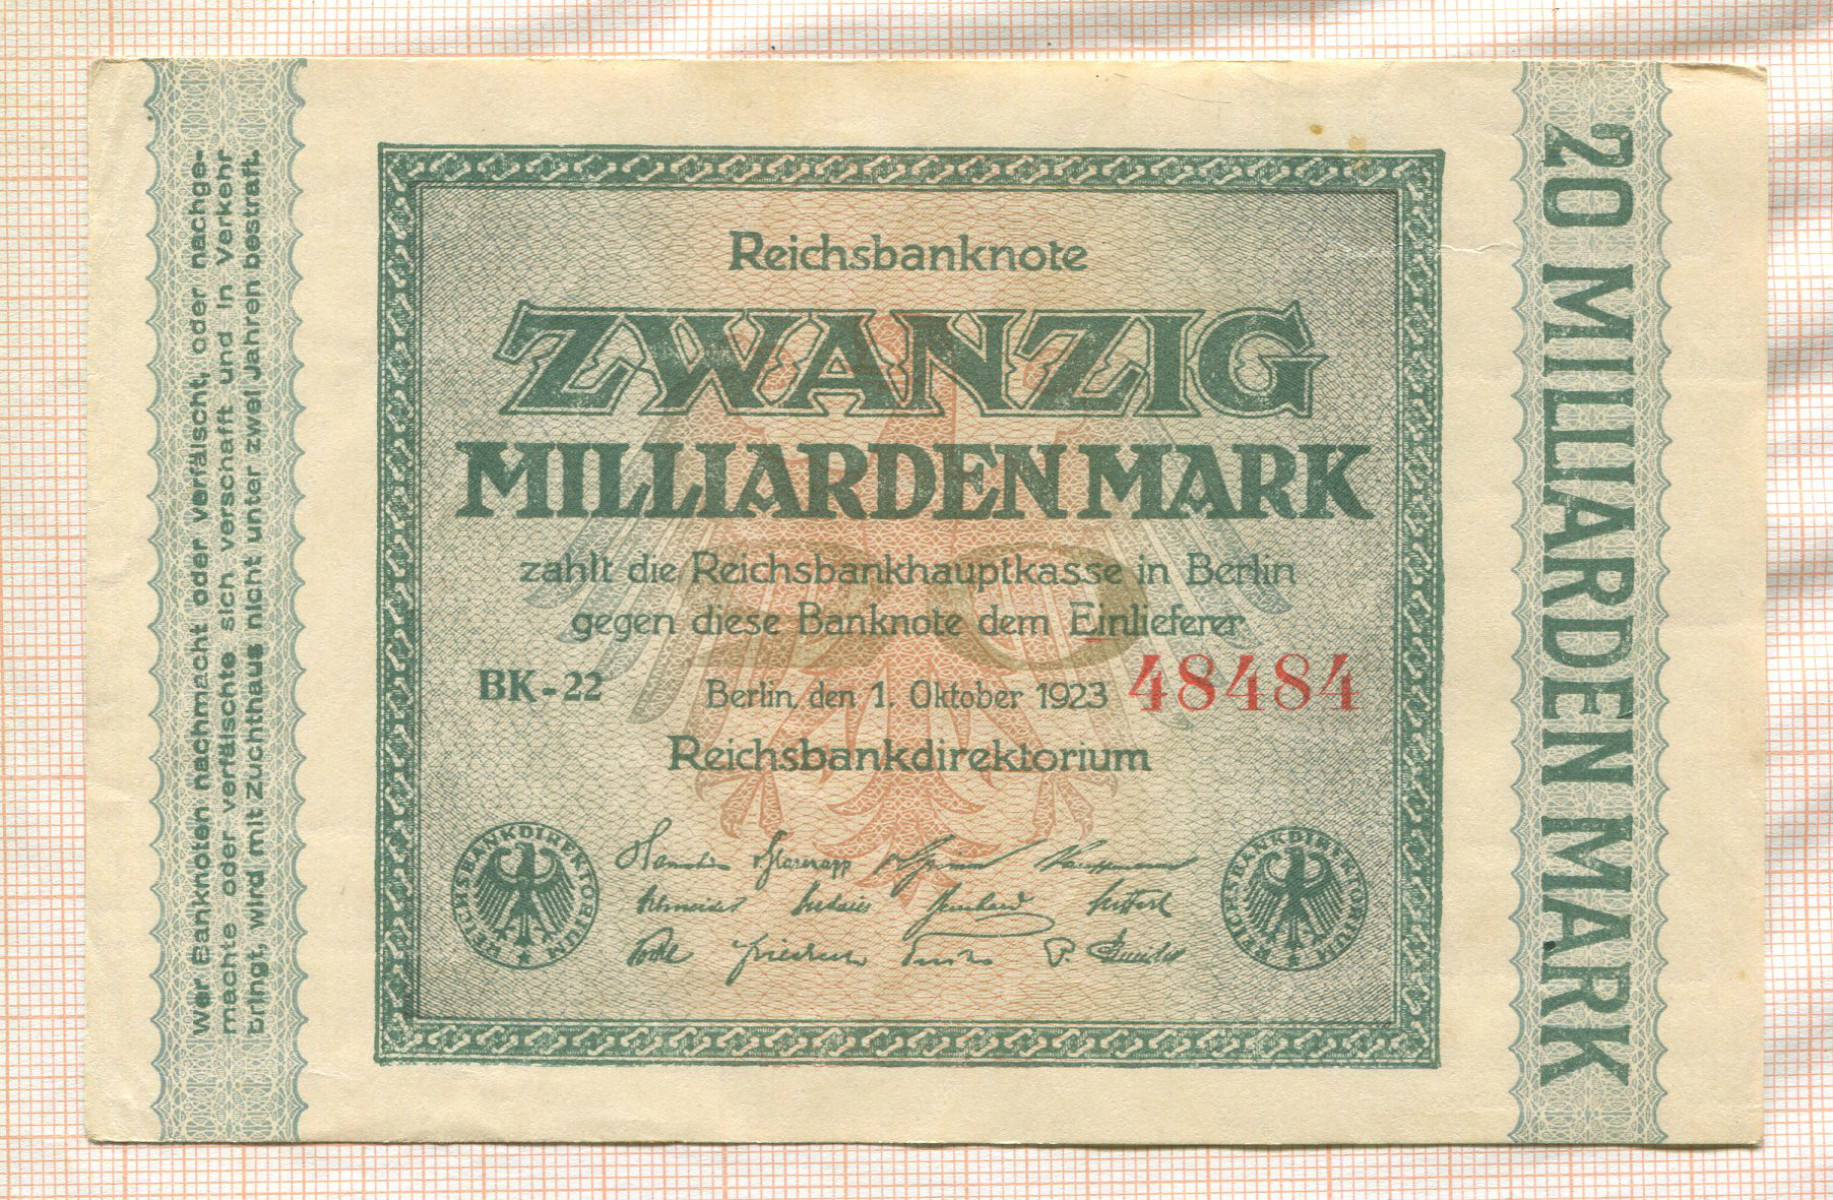 Wer Banknoten nachmacht oder verfälscht, oder nachge-
machte oder verfälschte sich verschafft und in Verkehr
bringt, wird mit Zuchthaus nicht unter zwei Jahren bestraft.
Reichsbanknote
ZWANZIG
MILLIARDEN MARK
zahlt die Reichsbankhauptkasse in Berlin
gegen diese Banknote dem Einlieferer
BK-22 Berlin, den 1. Oktober 1923 48484
Reichsbankdirektorium
REICHSBANKDIREKTORIUM
REICHSBANKDIREKTORIUM
20
20 MILLIARDEN MARK